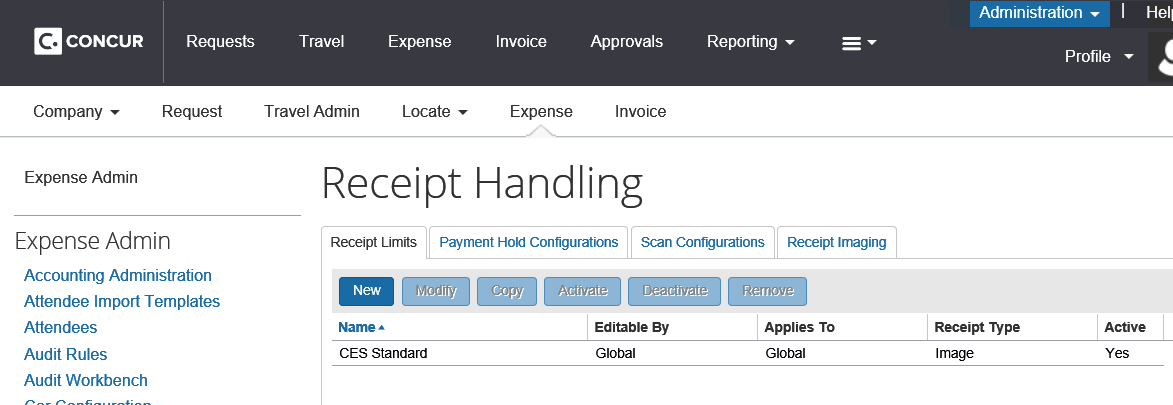 Administration | Help
CONCUR Requests Travel Expense Invoice Approvals Reporting
Profile
Company Request Travel Admin Locate Expense Invoice
Expense Admin
Receipt Handling
Expense Admin
Accounting Administration
Attendee Import Templates
Attendees
Audit Rules
Audit Workbench
Car Configuration
Receipt Limits Payment Hold Configurations Scan Configurations Receipt Imaging
New Modify Copy Activate Deactivate Remove
Name Editable By Applies To Receipt Type Active
CES Standard Global Global Image Yes